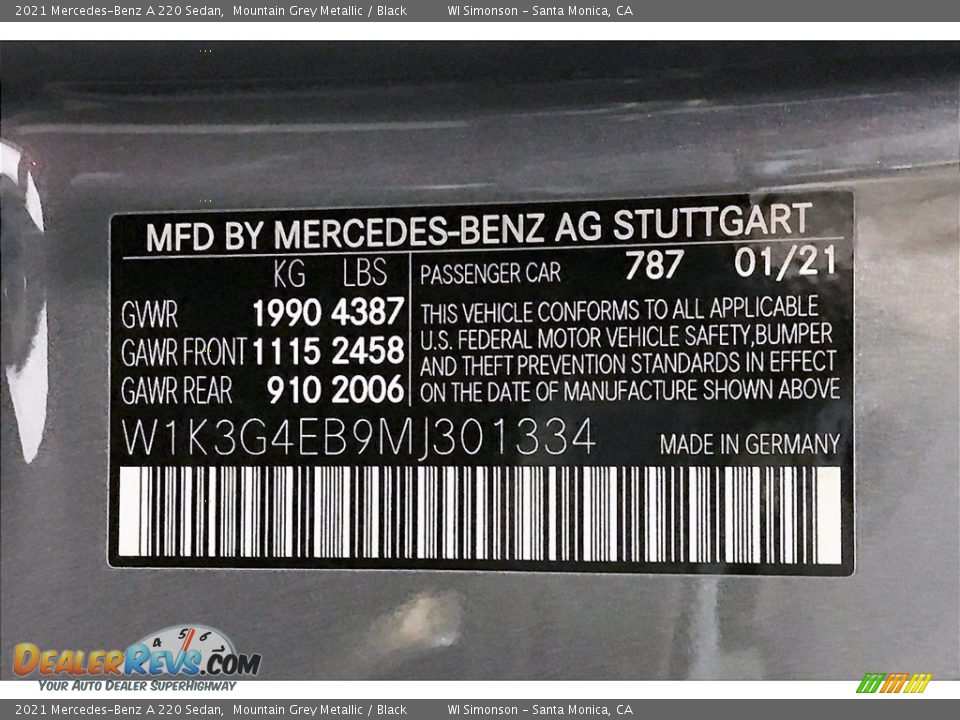 2021 Mercedes-Benz A 220 Sedan,  Mountain Grey Metallic / Black    WI Simonson - Santa Monica, CA
MFD BY MERCEDES-BENZ AG STUTTGART
KG LBS PASSENGER CAR 787 01/21
GVWR 1990 4387
GAWR FRONT 1115 2458
GAWR REAR 910 2006
THIS VEHICLE CONFORMS TO ALL APPLICABLE
U.S. FEDERAL MOTOR VEHICLE SAFETY,BUMPER
AND THEFT PREVENTION STANDARDS IN EFFECT
ON THE DATE OF MANUFACTURE SHOWN ABOVE
W1K3G4EB9MJ301334 MADE IN GERMANY
4 5 6 7
DEALERREVS.COM
YOUR AUTO DEALER SUPERHIGHWAY
2021 Mercedes-Benz A 220 Sedan,  Mountain Grey Metallic / Black    WI Simonson - Santa Monica, CA